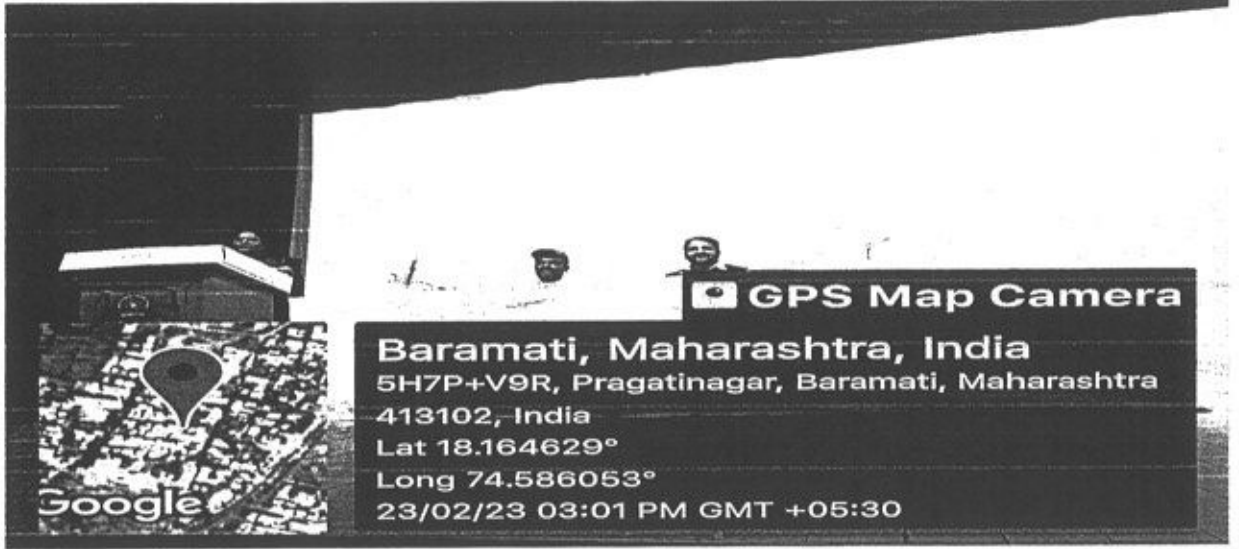 GPS Map Camera
Baramati, Maharashtra, India
5H7P+V9R, Pragatinagar, Baramati, Maharashtra
413102, India
Lat 18.164629°
Long 74.586053°
23/02/23 03:01 PM GMT +05:30
Google